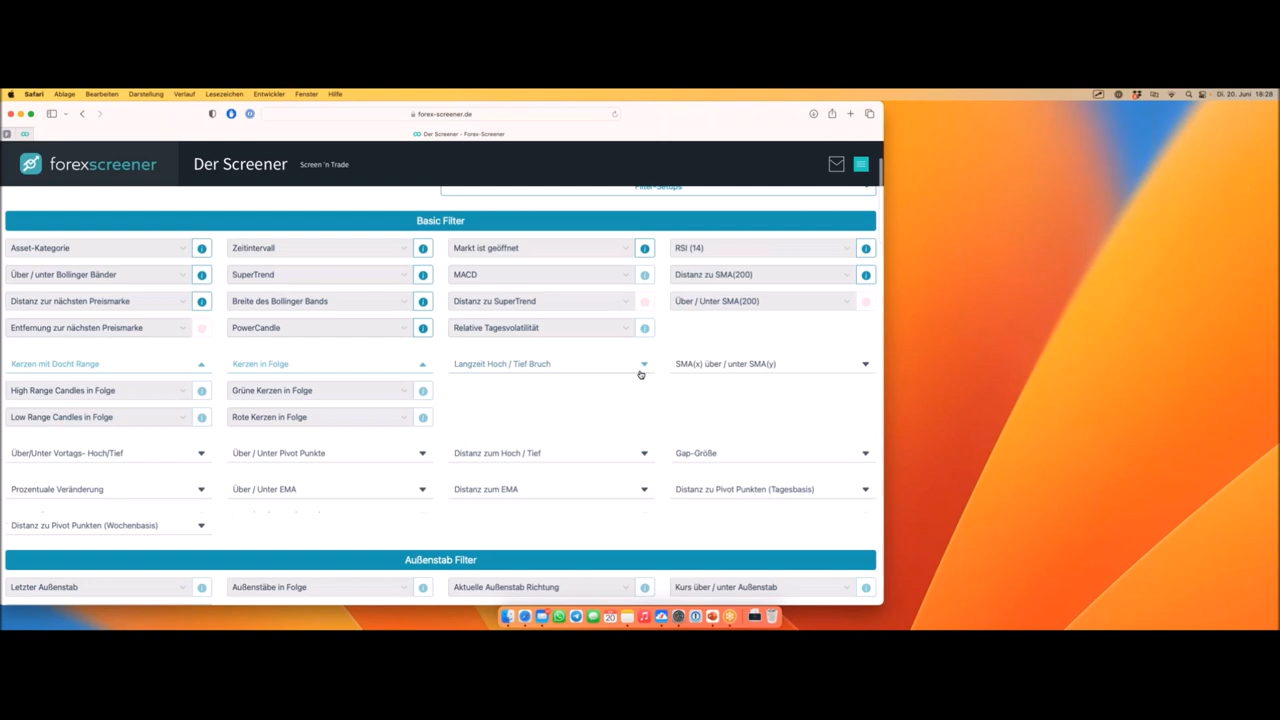 Safari Ablage Bearbeiten Darstellung Verlauf Lesezeichen Entwickler Fenster Hilfe Di. 20. Juni 18:28
forex-screener.de
Der Screener - Forex-Screener
forexscreener Der Screener Screen 'n Trade
Filter-Setups
Basic Filter
Asset-Kategorie Zeitintervall Markt ist geöffnet RSI (14)
Über / unter Bollinger Bänder SuperTrend MACD Distanz zu SMA(200)
Distanz zur nächsten Preismarke Breite des Bollinger Bands Distanz zu SuperTrend Über / Unter SMA(200)
Entfernung zur nächsten Preismarke PowerCandle Relative Tagesvolatilität
Kerzen mit Docht Range Kerzen in Folge Langzeit Hoch / Tief Bruch SMA(x) über / unter SMA(y)
High Range Candles in Folge Grüne Kerzen in Folge
Low Range Candles in Folge Rote Kerzen in Folge
Über/Unter Vortags- Hoch/Tief Über / Unter Pivot Punkte Distanz zum Hoch / Tief Gap-Größe
Prozentuale Veränderung Über / Unter EMA Distanz zum EMA Distanz zu Pivot Punkten (Tagesbasis)
Distanz zu Pivot Punkten (Wochenbasis)
Außenstab Filter
Letzter Außenstab Außenstäbe in Folge Aktuelle Außenstab Richtung Kurs über / unter Außenstab
20